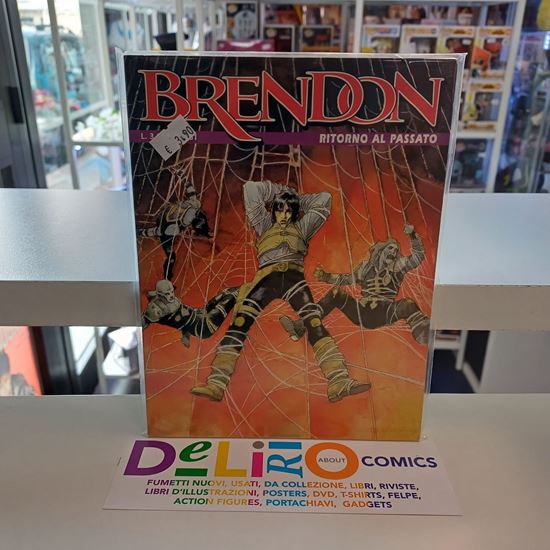 BRENDON
L. 3
€ 3,90
RITORNO AL PASSATO
DeLiRiO ABOUT COMICS
FUMETTI NUOVI, USATI, DA COLLEZIONE, LIBRI, RIVISTE,
LIBRI D'ILLUSTRAZIONI, POSTERS, DVD, T-SHIRTS, FELPE,
ACTION FIGURES, PORTACHIAVI, GADGETS